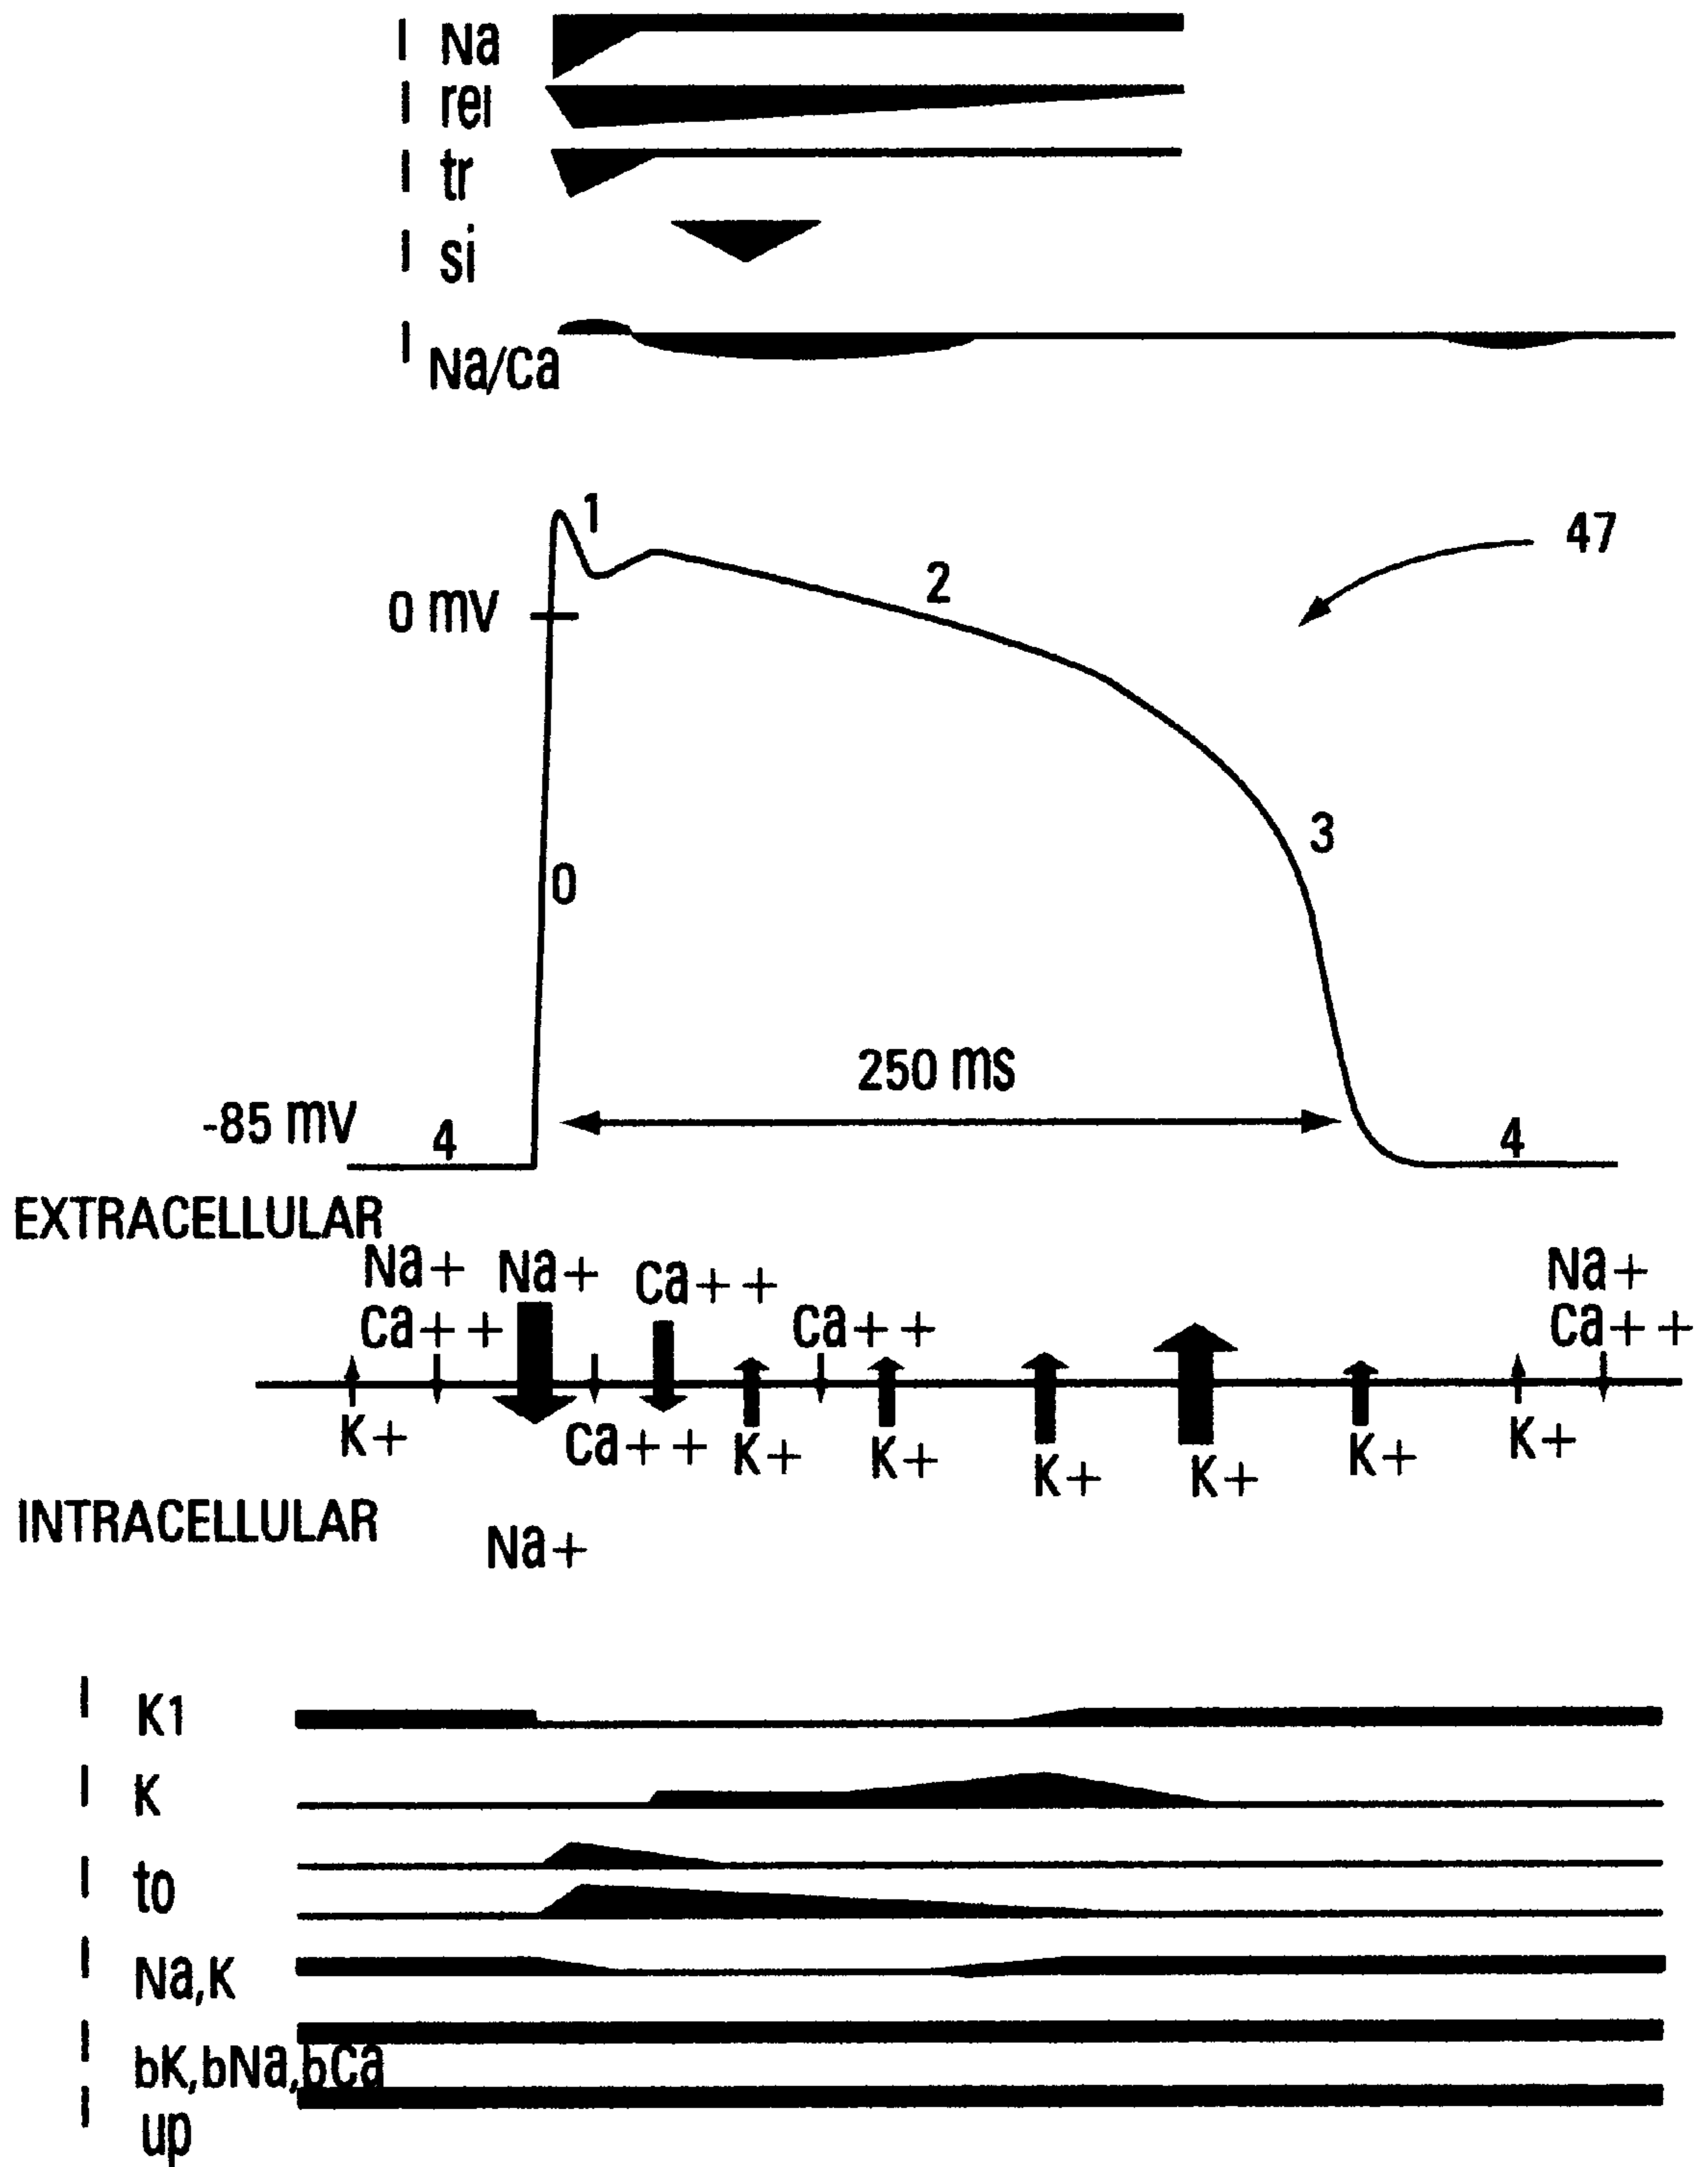 I Na
I rel
I tr
I si
I Na/Ca
1
47
2
0 mV
3
0
250 ms
-85 mV
4
4
EXTRACELLULAR
Na+ Na+ Ca++ Na+
Ca++ Ca++ Ca++
K+ Ca++ K+ K+ K+ K+ K+ K+
INTRACELLULAR
Na+
I K1
I K
I to
I Na,K
I bK,bNa,bCa
I up